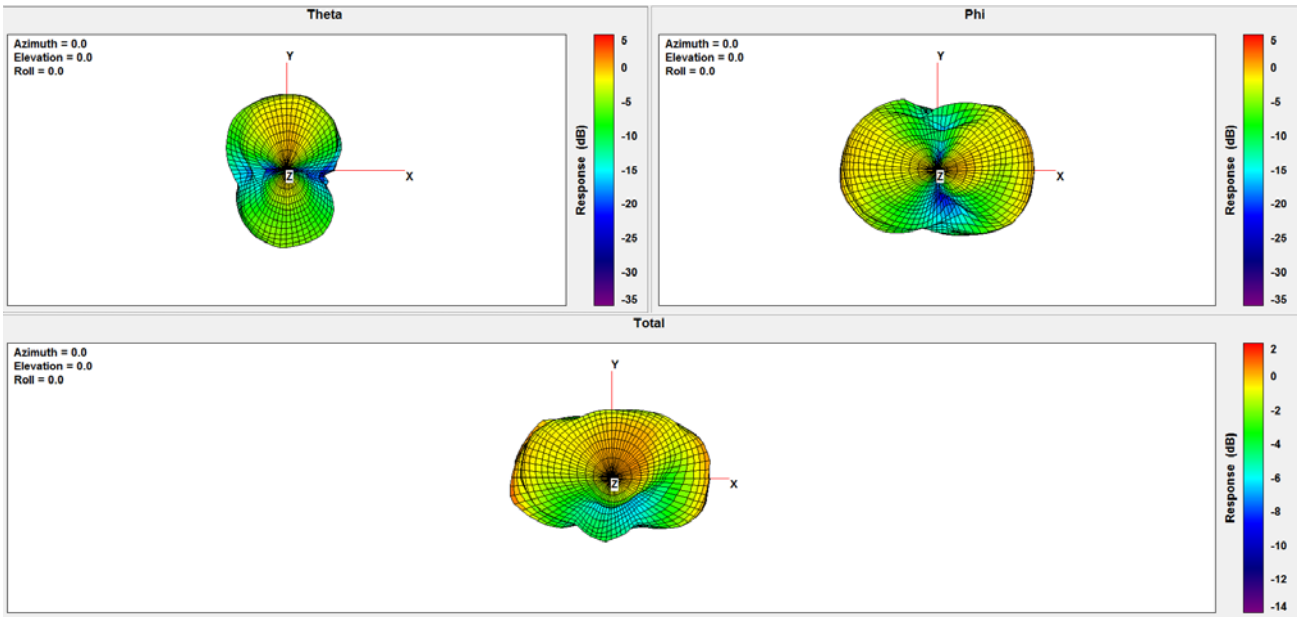 Theta
Azimuth = 0.0
Elevation = 0.0
Roll = 0.0
Y
X
Z
Response (dB)
5
0
-5
-10
-15
-20
-25
-30
-35
Phi
Azimuth = 0.0
Elevation = 0.0
Roll = 0.0
Y
X
Z
Response (dB)
5
0
-5
-10
-15
-20
-25
-30
-35
Total
Azimuth = 0.0
Elevation = 0.0
Roll = 0.0
Y
X
Z
Response (dB)
2
0
-2
-4
-6
-8
-10
-12
-14